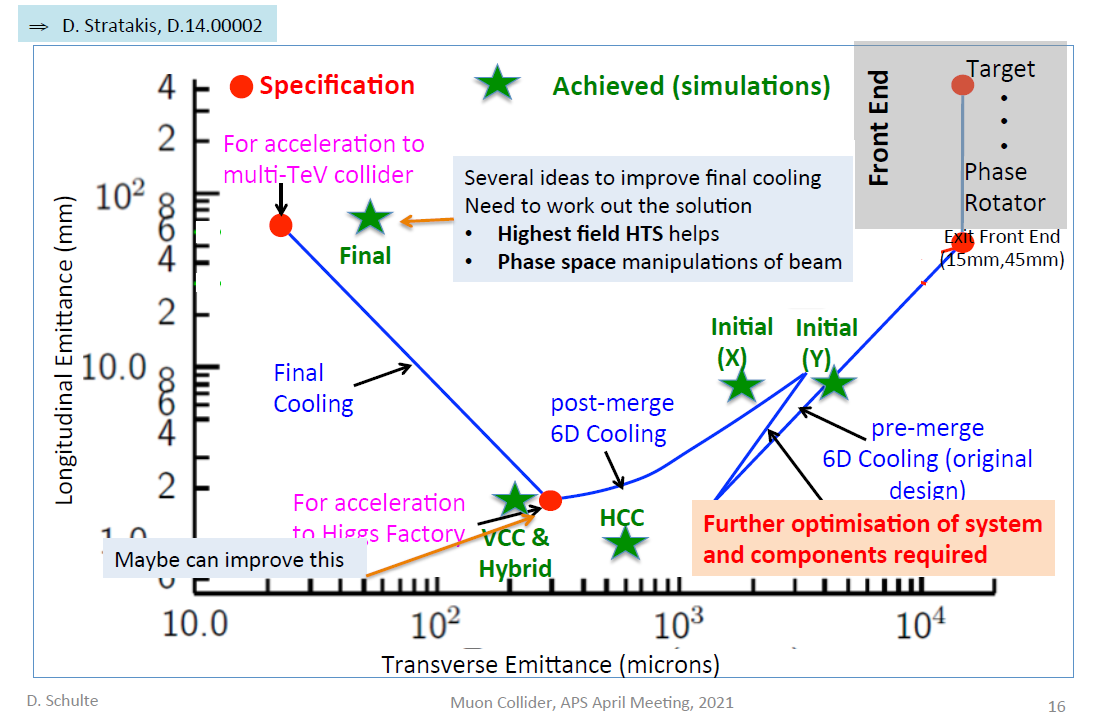 ⇒ D. Stratakis, D.14.00002
Specification
Achieved (simulations)
Front End
Target
Phase
Rotator
Exit Front End
(15mm,45mm)
For acceleration to
multi-TeV collider
Several ideas to improve final cooling
Need to work out the solution
• Highest field HTS helps
• Phase space manipulations of beam
Final
Initial
(X)
Initial
(Y)
Final
Cooling
post-merge
6D Cooling
pre-merge
6D Cooling (original
design)
For acceleration
to Higgs Factory
HCC
VCC &
Hybrid
Maybe can improve this
Further optimisation of system
and components required
Longitudinal Emittance (mm)
4
2
10²
8
6
4
2
10.0
8
6
4
2
10.0
10²
10³
10⁴
Transverse Emittance (microns)
D. Schulte
Muon Collider, APS April Meeting, 2021
16